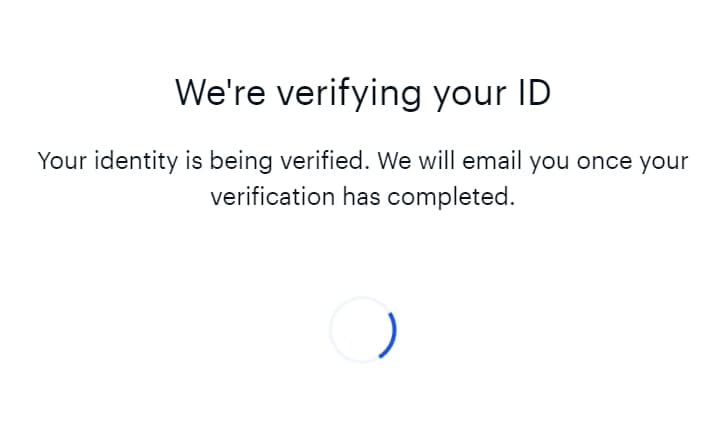 We're verifying your ID
Your identity is being verified. We will email you once your
verification has completed.